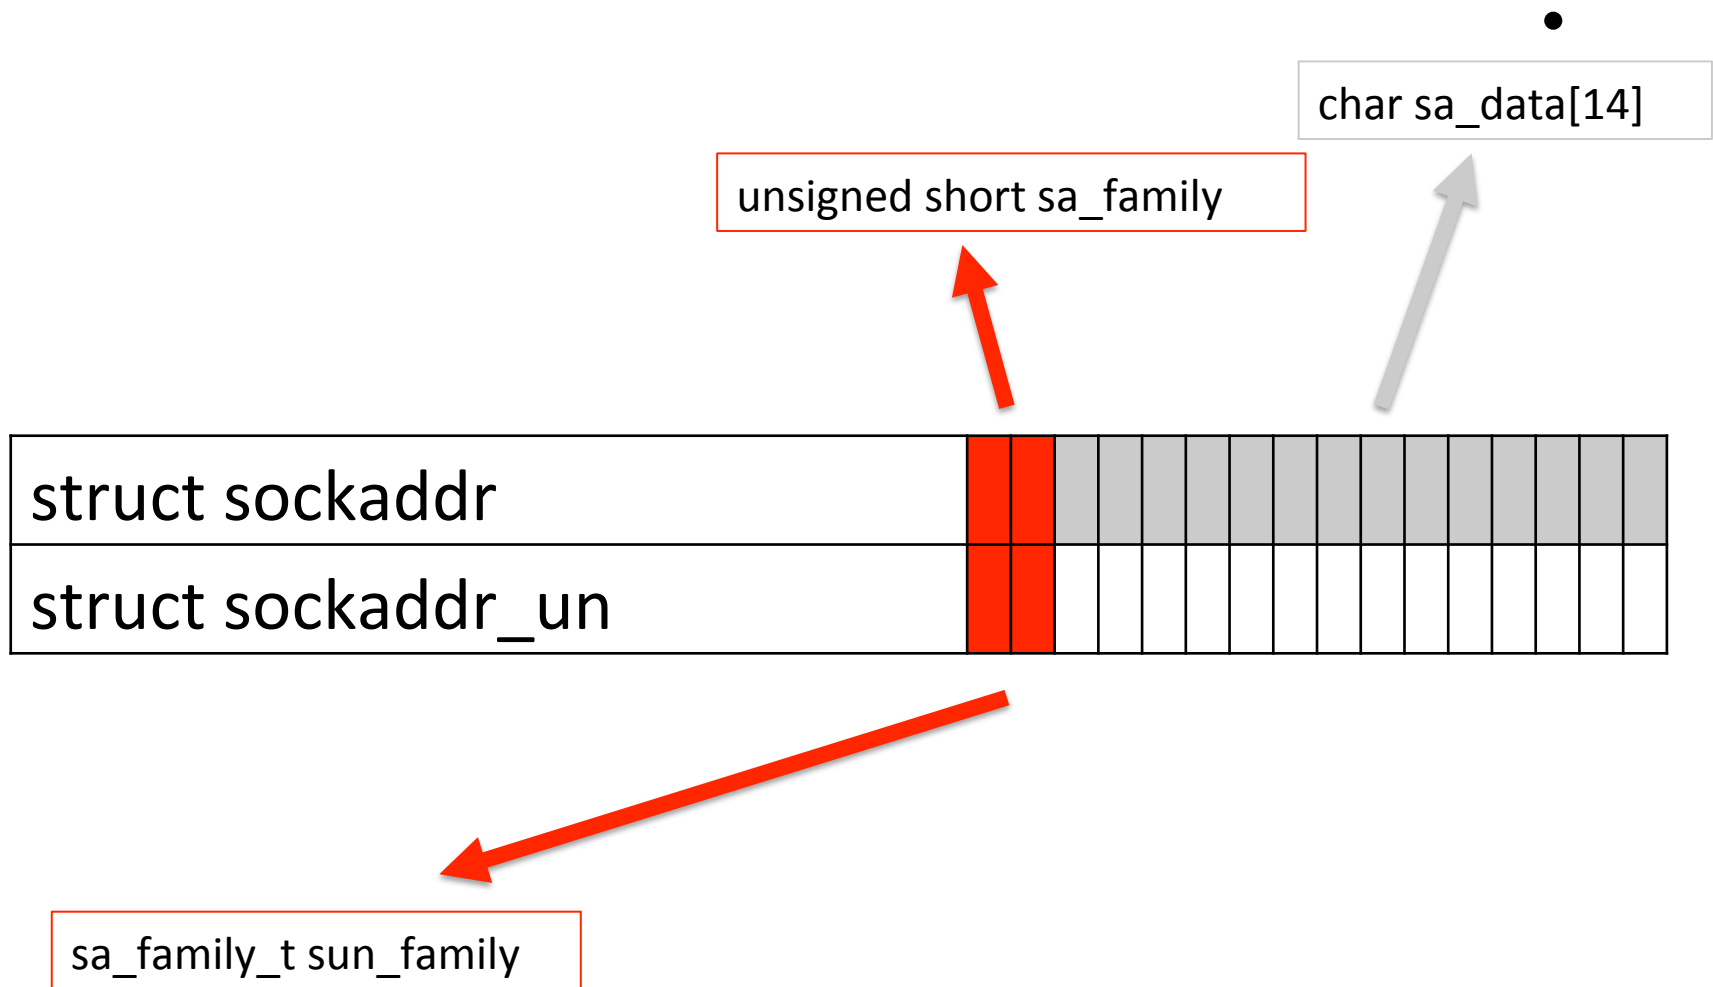 char sa_data[14]
unsigned short sa_family
struct sockaddr
struct sockaddr_un
sa_family_t sun_family